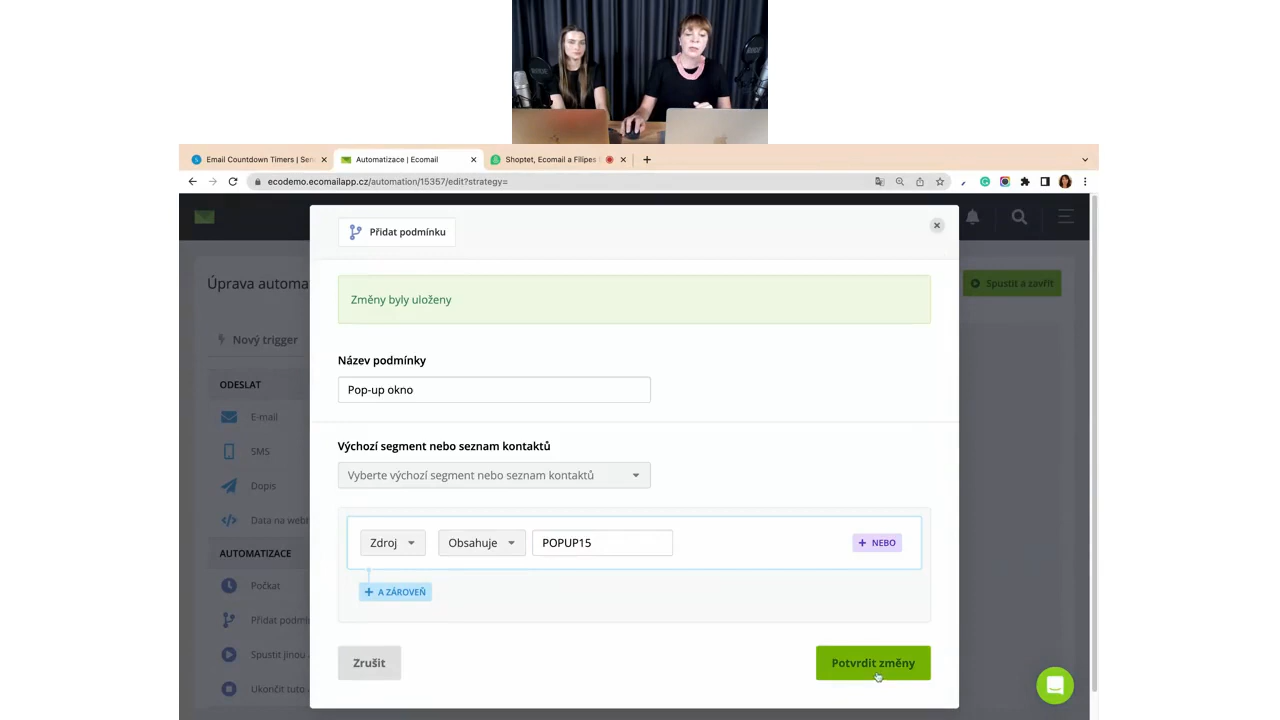 Email Countdown Timers | Sen
Automatizace | Ecomail
Shoptet, Ecomail a Filipes
ecodemo.ecomailapp.cz/automation/15357/edit?strategy=
Přidat podmínku
Úprava automa
Spustit a zavřít
Změny byly uloženy
Nový trigger
Název podmínky
ODESLAT
Pop-up okno
E-mail
Výchozí segment nebo seznam kontaktů
SMS
Vyberte výchozí segment nebo seznam kontaktů
Dopis
Data na webh
Zdroj
Obsahuje
POPUP15
+ NEBO
AUTOMATIZACE
Počkat
+ A ZÁROVEŇ
Přidat podmí
Spustit jinou
Zrušit
Potvrdit změny
Ukončit tuto